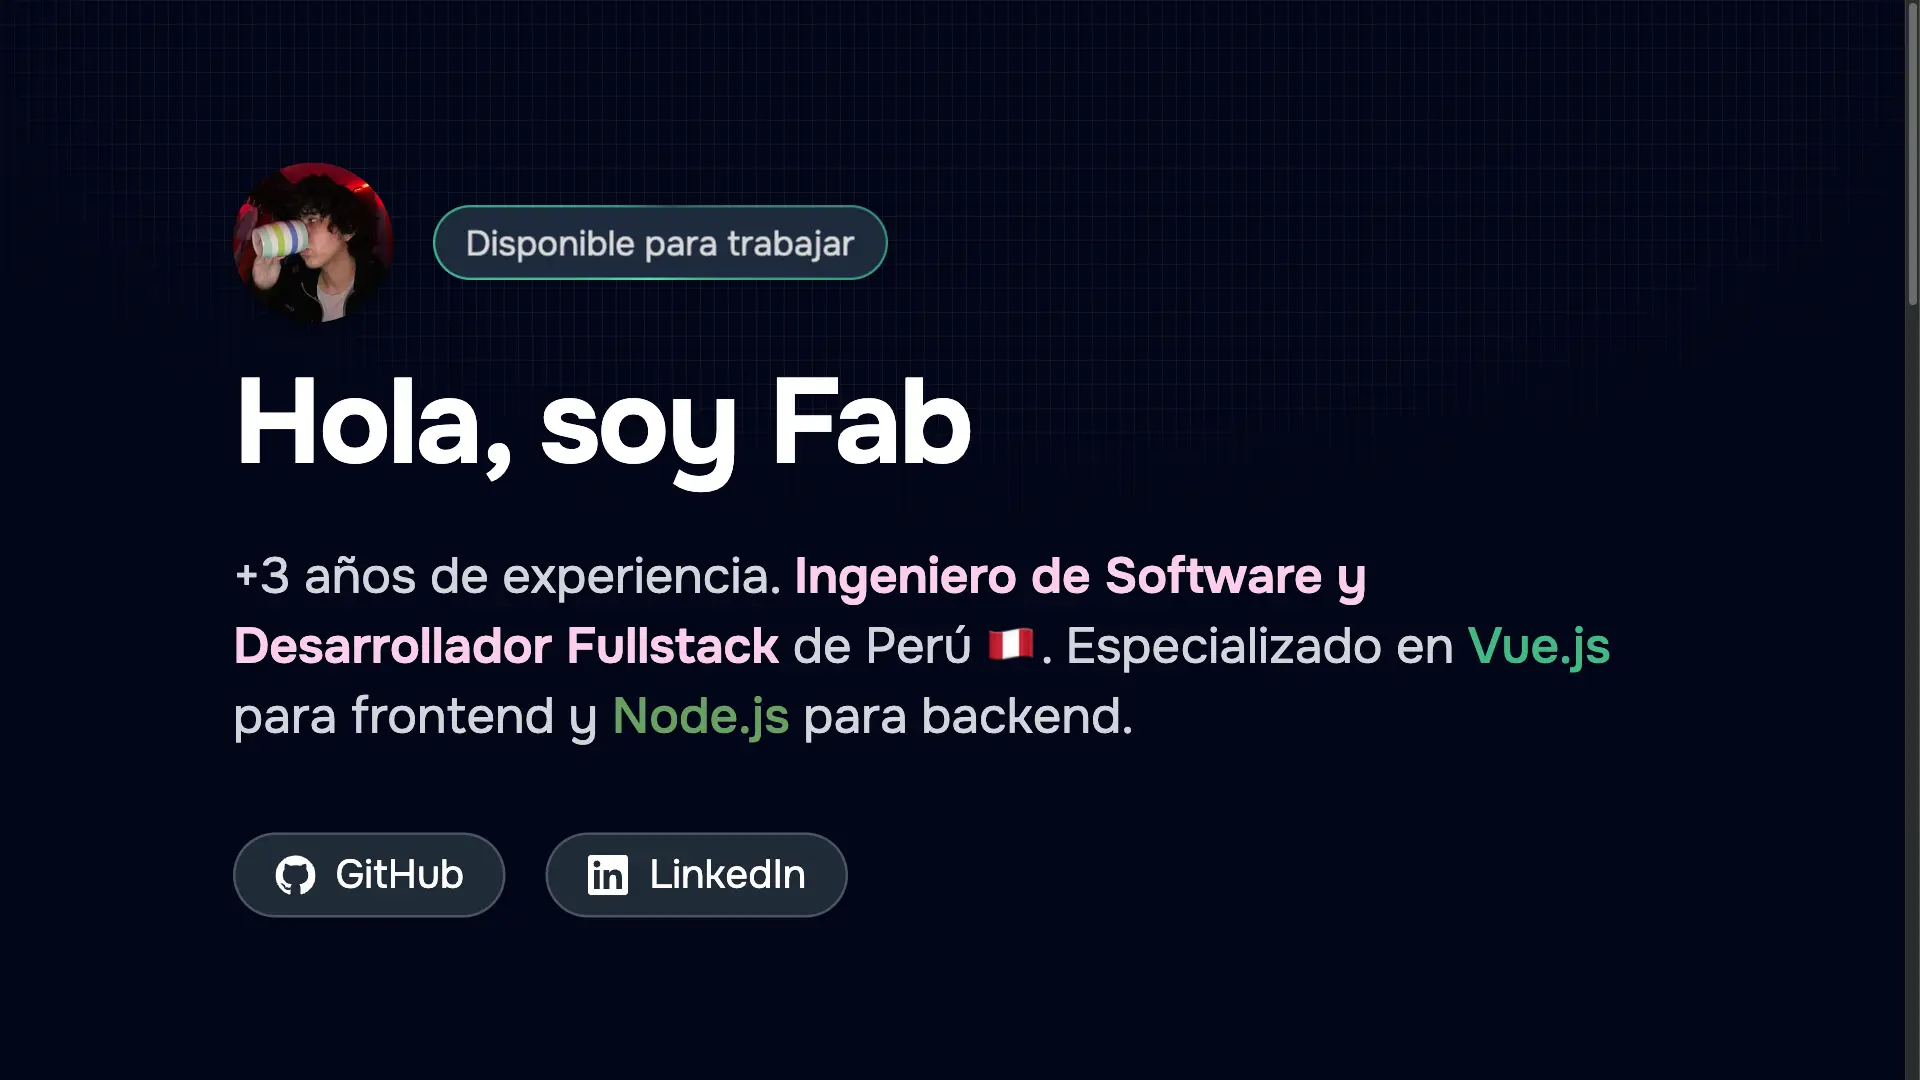 Disponible para trabajar
Hola, soy Fab
+3 años de experiencia. Ingeniero de Software y
Desarrollador Fullstack de Perú 🇵🇪. Especializado en Vue.js
para frontend y Node.js para backend.
GitHub
LinkedIn